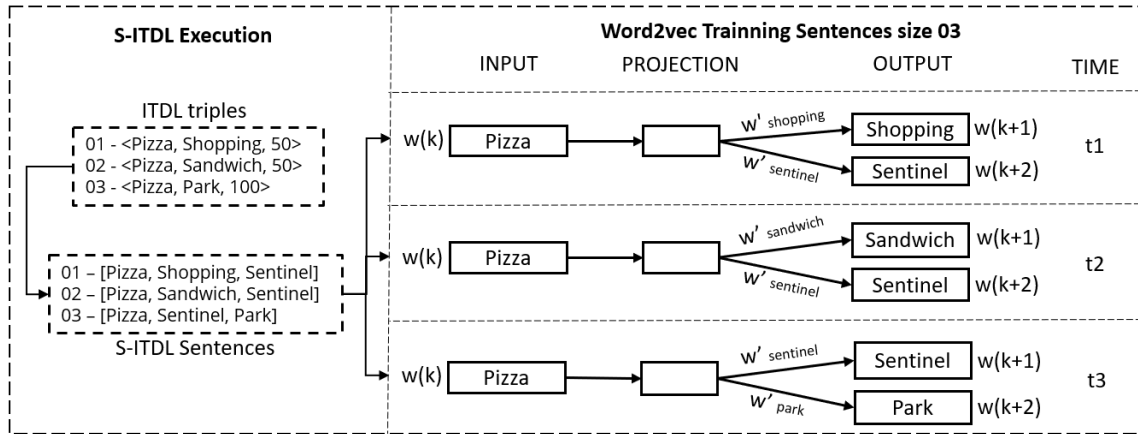 S-ITDL Execution
ITDL triples
01 - <Pizza, Shopping, 50>
02 - <Pizza, Sandwich, 50>
03 - <Pizza, Park, 100>
01 – [Pizza, Shopping, Sentinel]
02 – [Pizza, Sandwich, Sentinel]
03 – [Pizza, Sentinel, Park]
S-ITDL Sentences
Word2vec Trainning Sentences size 03
INPUT PROJECTION OUTPUT TIME
w' shopping
Shopping w(k+1)
w(k) Pizza t1
w' sentinel
Sentinel w(k+2)
w' sandwich
Sandwich w(k+1)
w(k) Pizza t2
w' sentinel
Sentinel w(k+2)
w' sentinel
Sentinel w(k+1)
w(k) Pizza t3
w' park
Park w(k+2)